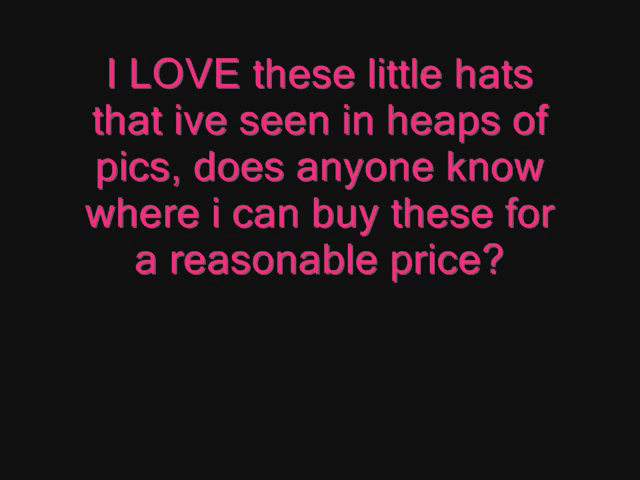 I LOVE these little hats
that ive seen in heaps of
pics, does anyone know
where i can buy these for
a reasonable price?